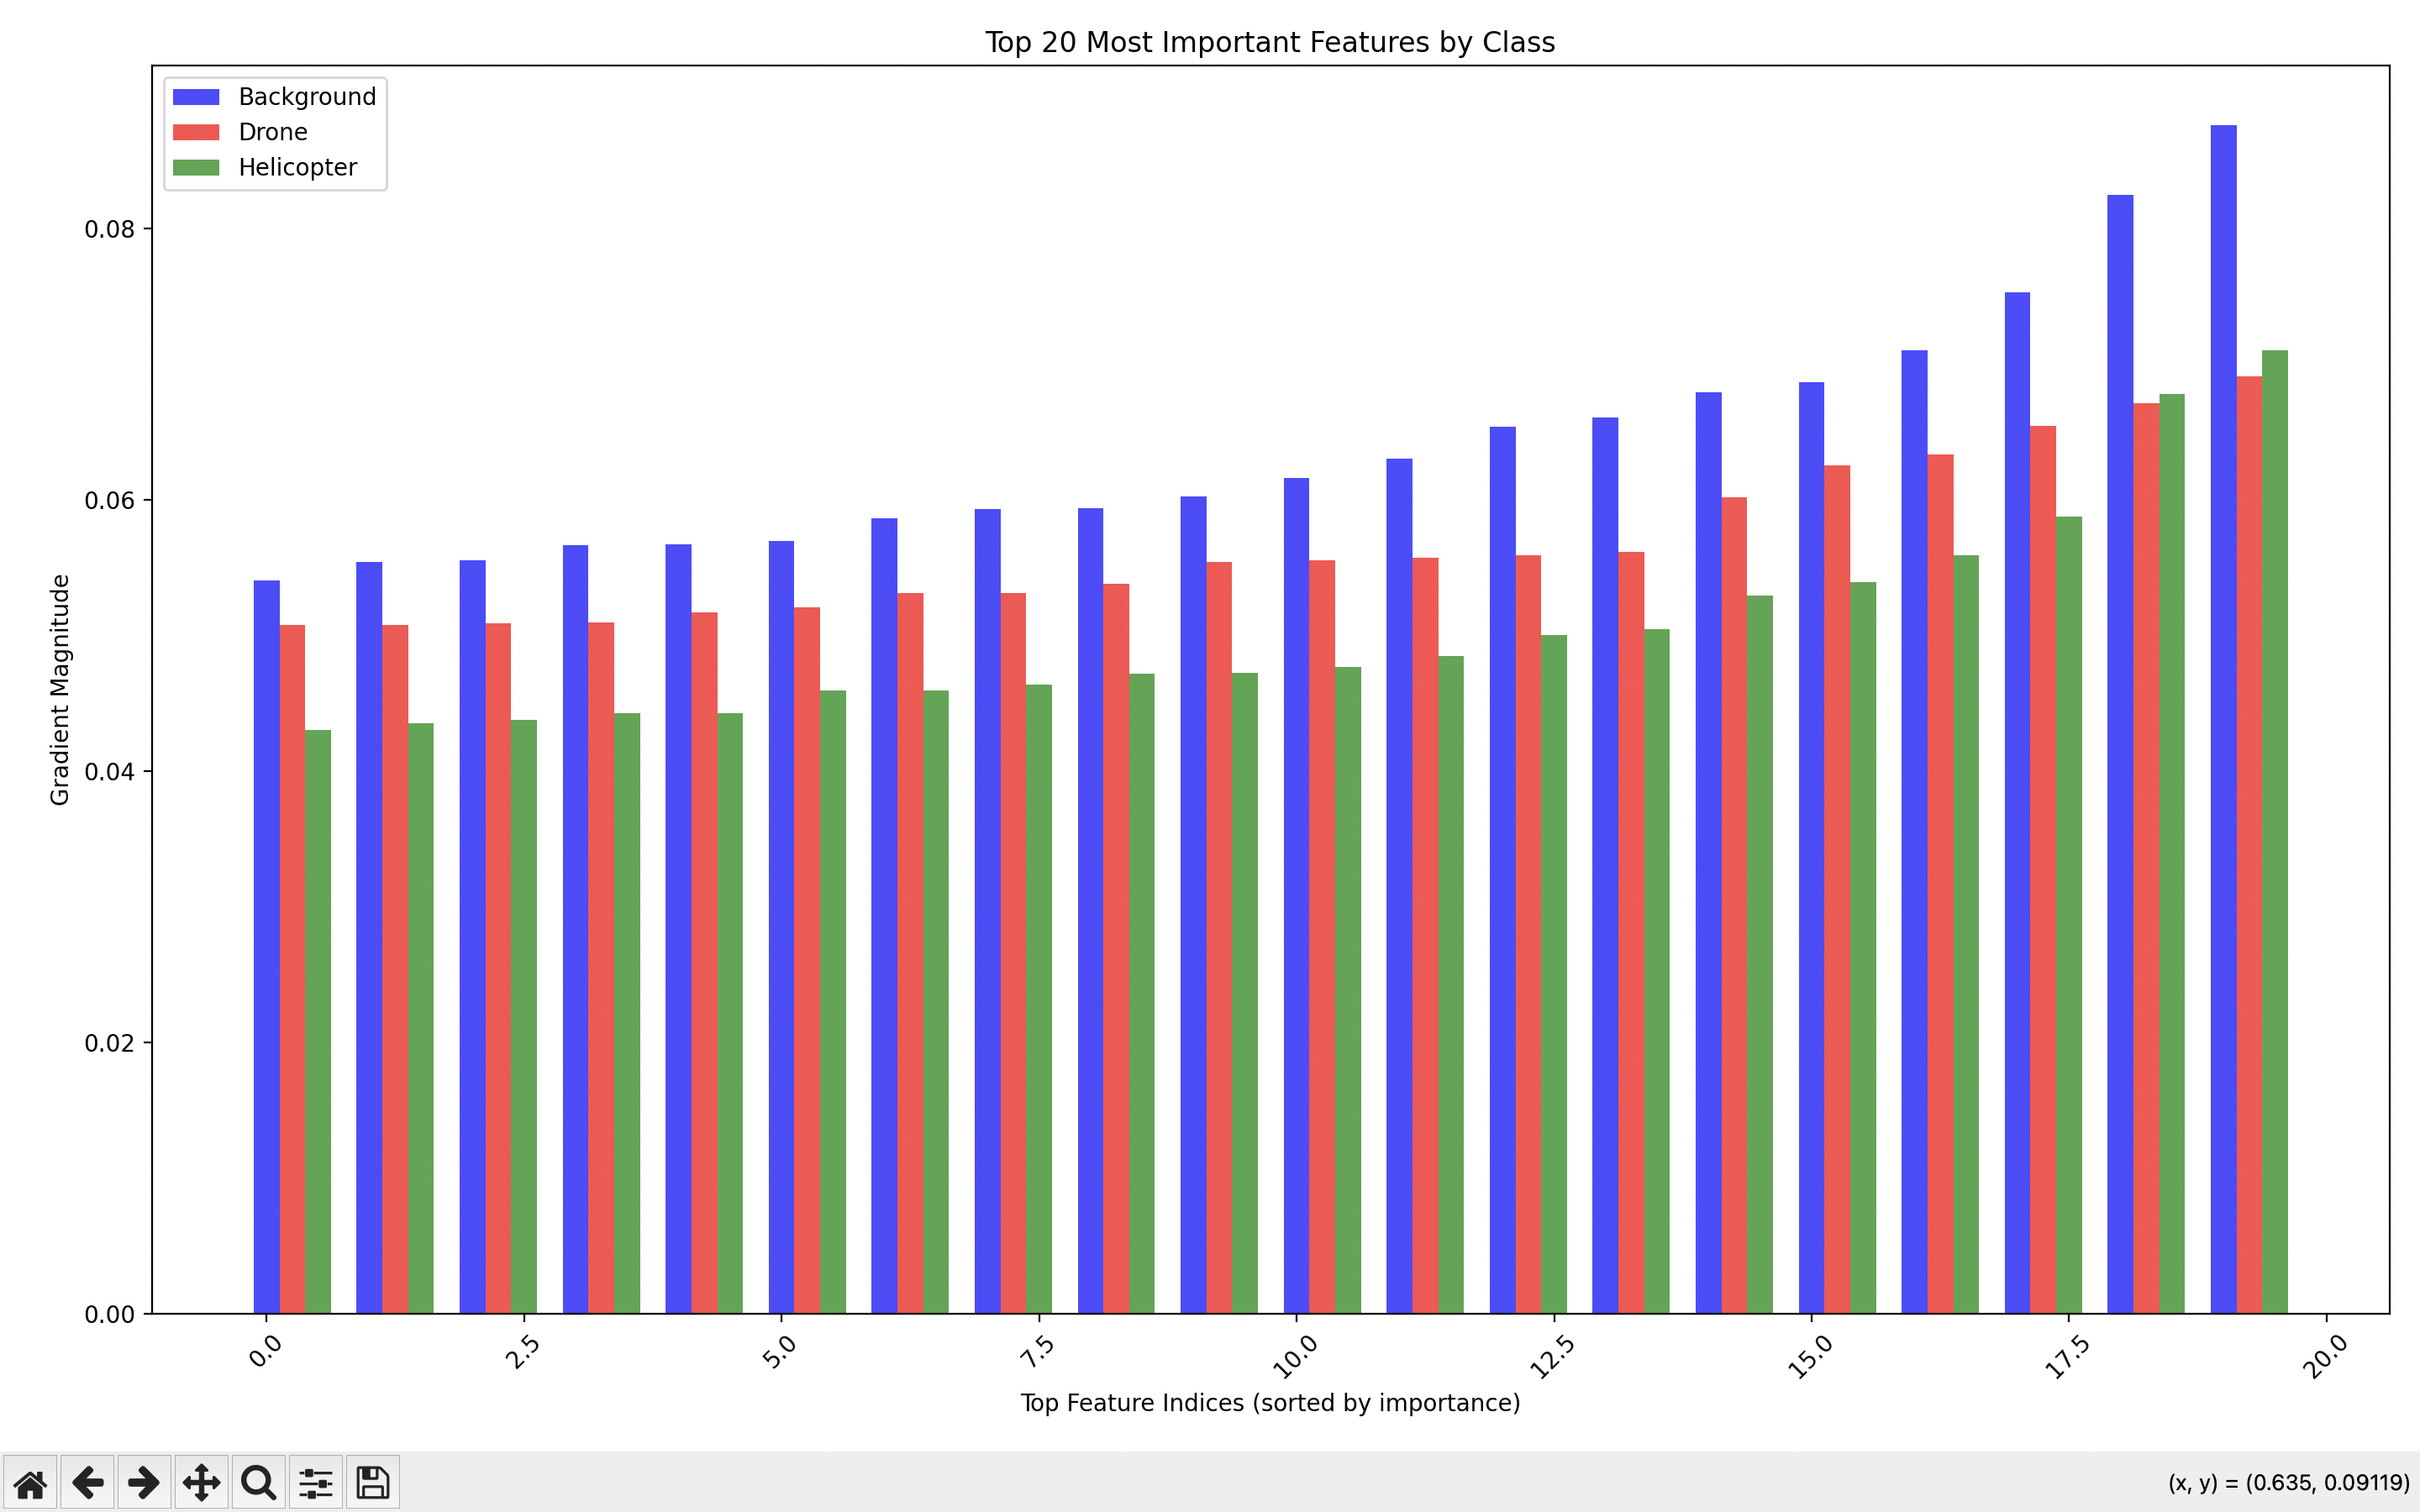 Top 20 Most Important Features by Class
Background
Drone
Helicopter
0.08
0.06
0.04
0.02
0.00
Gradient Magnitude
0.0
2.5
5.0
7.5
10.0
12.5
15.0
17.5
20.0
Top Feature Indices (sorted by importance)
(x, y) = (0.635, 0.09119)